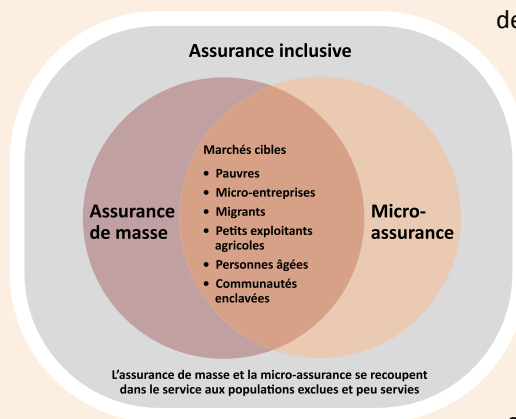 de
Assurance inclusive
Marchés cibles
• Pauvres
• Micro-entreprises
• Migrants
• Petits exploitants
agricoles
• Personnes âgées
• Communautés
enclavées
Assurance
de masse
Micro-
assurance
L'assurance de masse et la micro-assurance se recoupent
dans le service aux populations exclues et peu servies